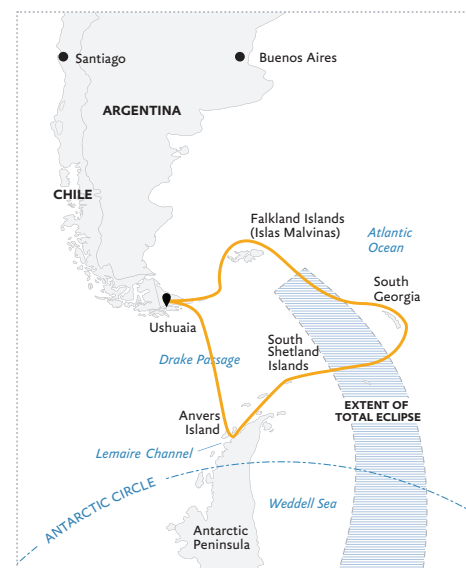 Santiago
Buenos Aires
ARGENTINA
CHILE
Falkland Islands
(Islas Malvinas)
Atlantic
Ocean
South
Georgia
Ushuaia
South
Shetland
Islands
Drake Passage
EXTENT OF
TOTAL ECLIPSE
Anvers
Island
Lemaire Channel
ANTARCTIC CIRCLE
Weddell Sea
Antarctic
Peninsula